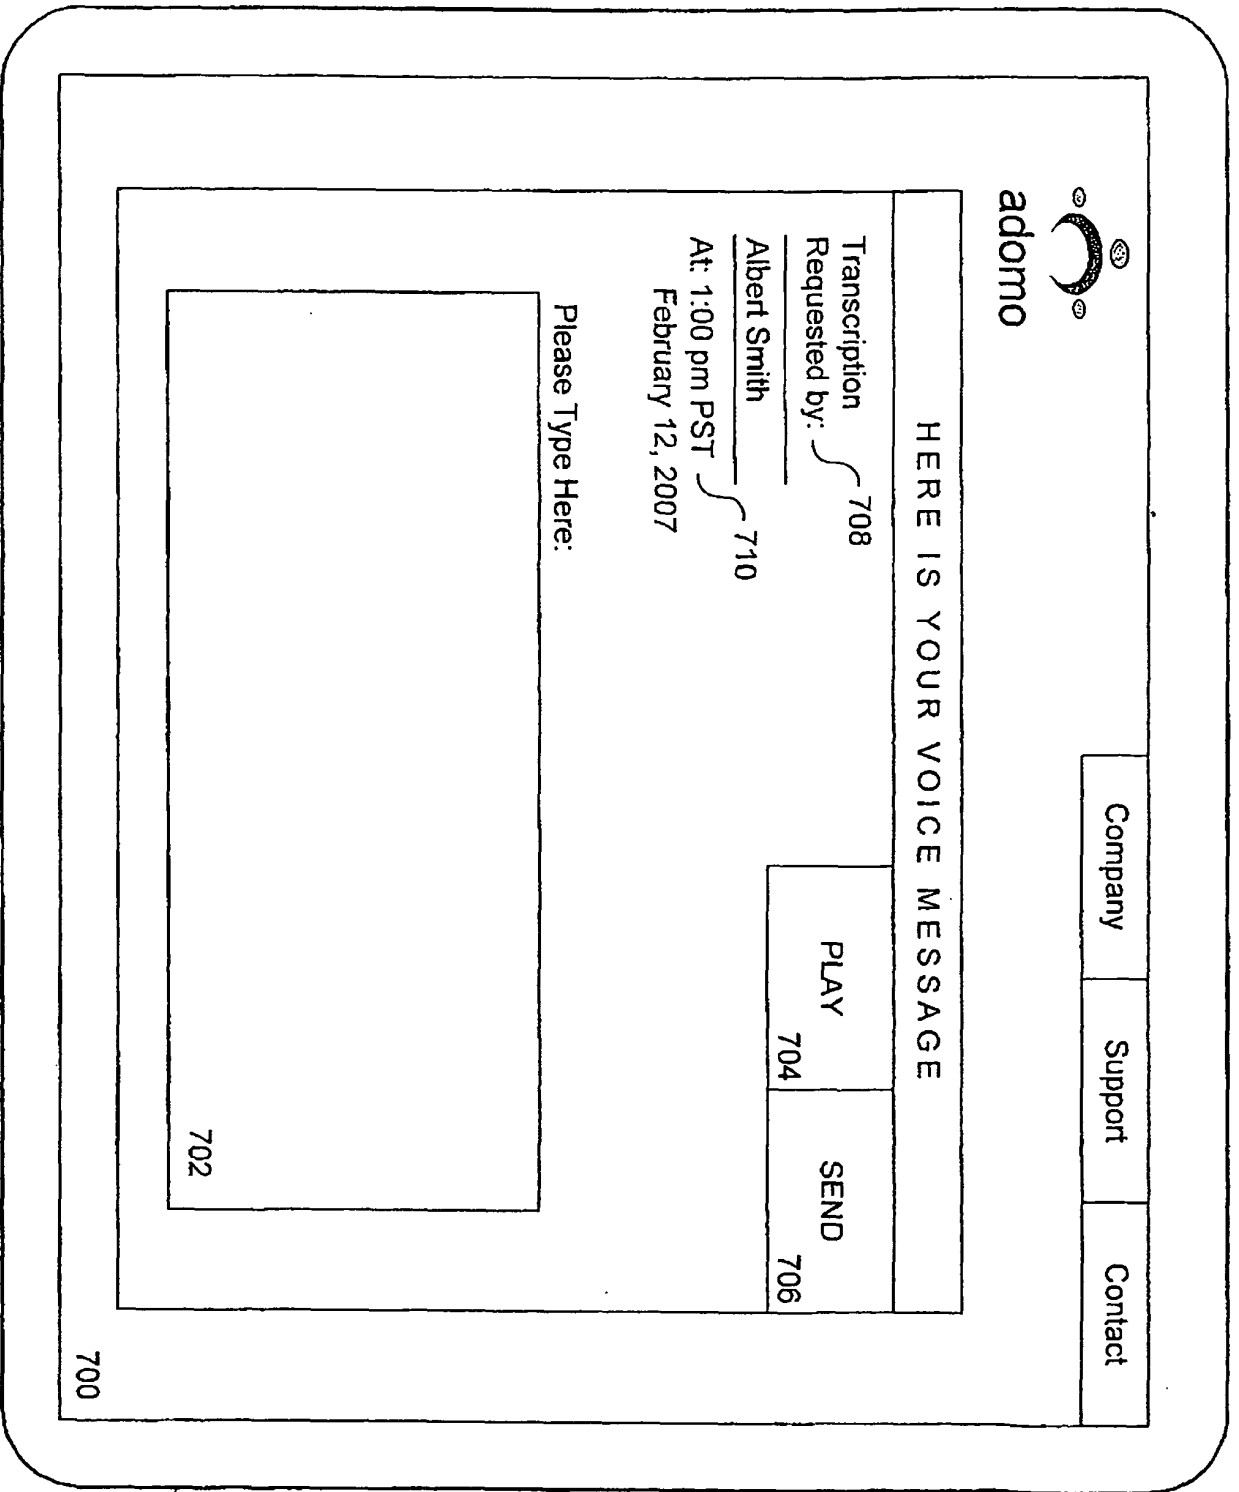 adomo
Company Support Contact
HERE IS YOUR VOICE MESSAGE
Transcription
Requested by: 708
Albert Smith
At: 1:00 pm PST 710
February 12, 2007
PLAY
704
SEND
706
Please Type Here:
702
700